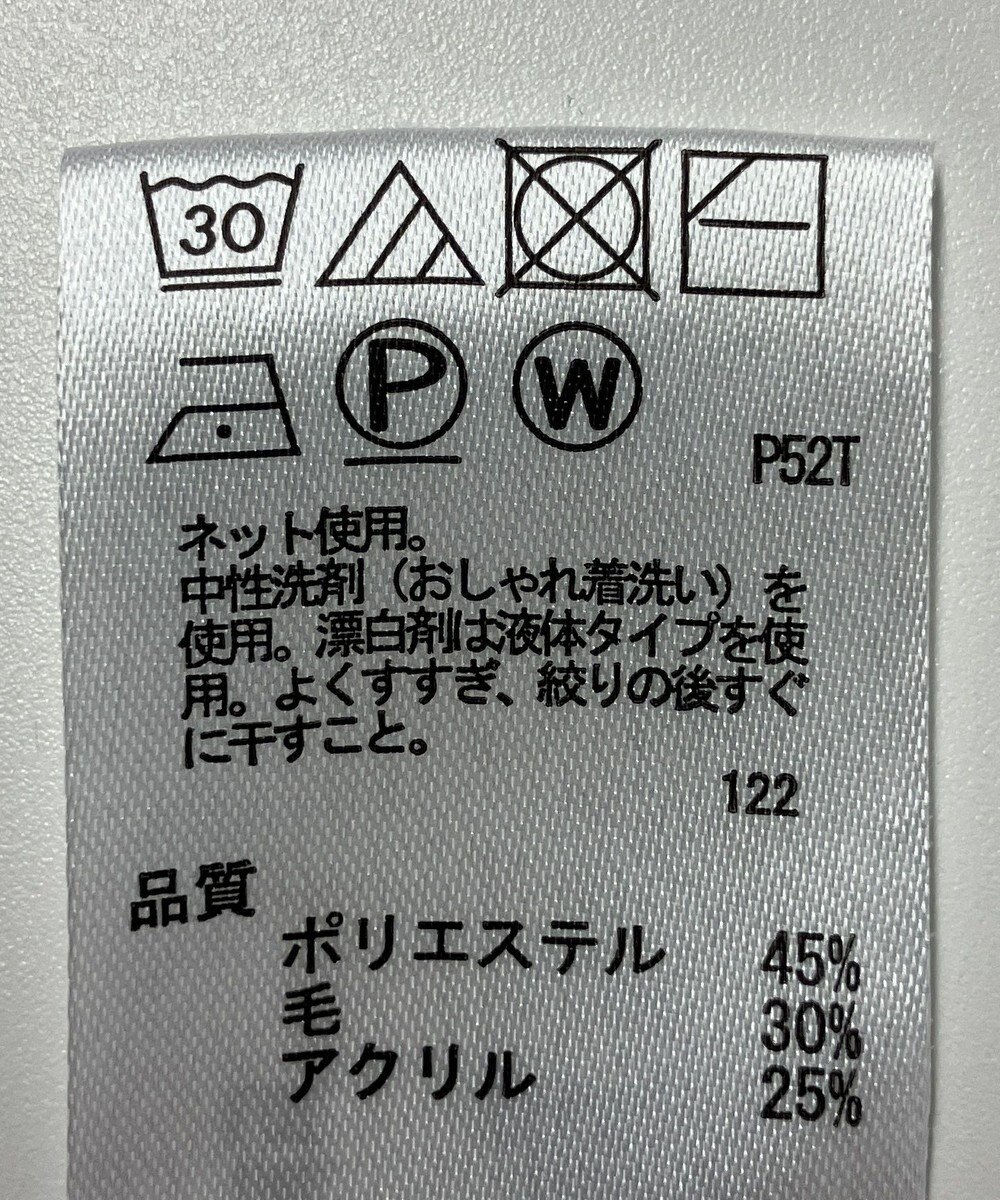 30
P W
P52T
ネット使用。
中性洗剤（おしゃれ着洗い）を
使用。漂白剤は液体タイプを使
用。よくすすぎ、絞りの後すぐ
に干すこと。
122
品質
ポリエステル 45%
毛 30%
アクリル 25%